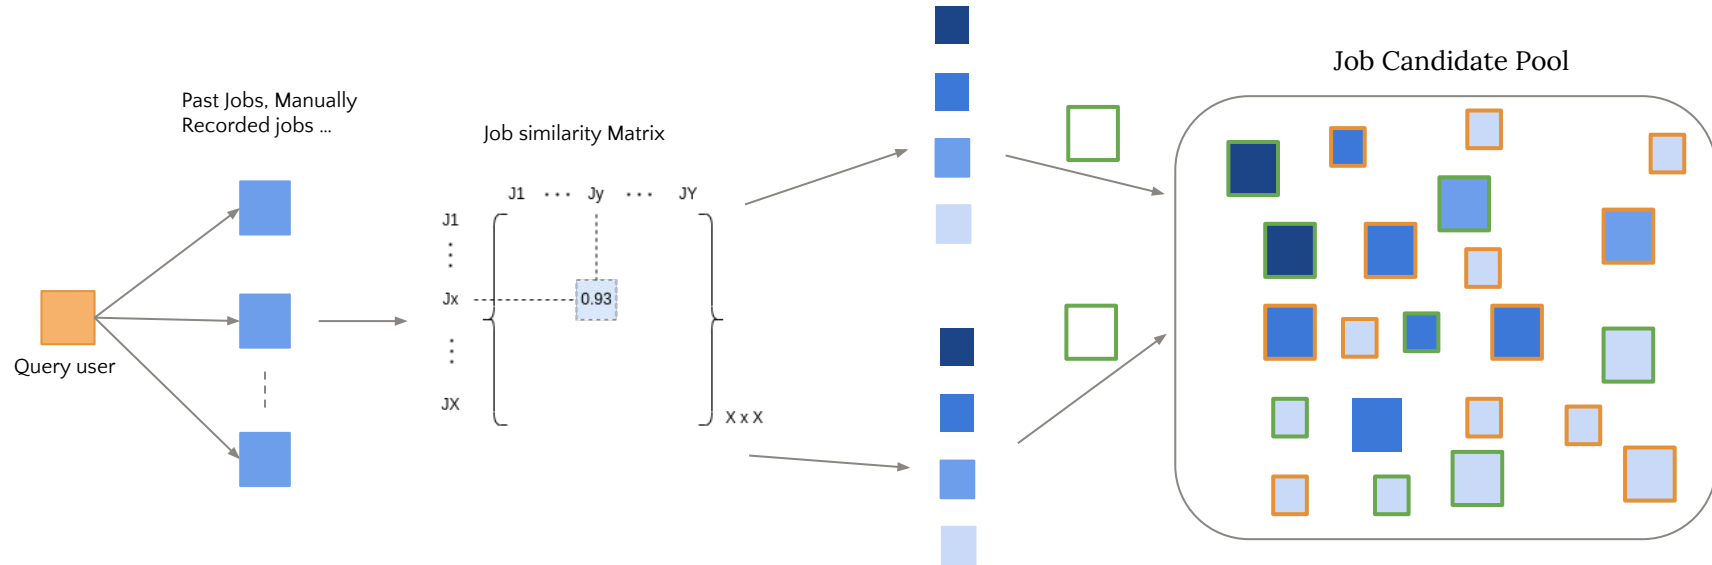 Job Candidate Pool
Past Jobs, Manually
Recorded jobs ...
Job similarity Matrix
J1 ··· Jy ··· JY
J1
⋮
Jx
0.93
⋮
JX
X x X
Query user